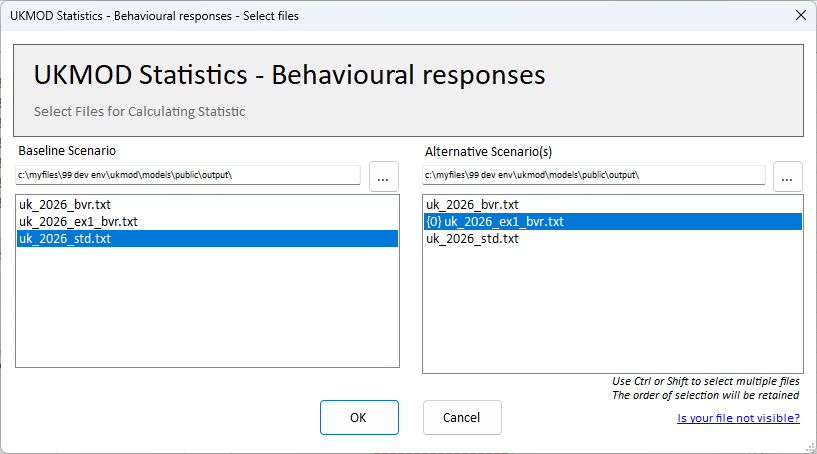 UKMOD Statistics - Behavioural responses - Select files
UKMOD Statistics - Behavioural responses
Select Files for Calculating Statistic
Baseline Scenario
c:\myfiles\99 dev env\ukmod\models\public\output\
...
uk_2026_bvr.txt
uk_2026_ex1_bvr.txt
uk_2026_std.txt
Alternative Scenario(s)
c:\myfiles\99 dev env\ukmod\models\public\output\
...
uk_2026_bvr.txt
{0} uk_2026_ex1_bvr.txt
uk_2026_std.txt
Use Ctrl or Shift to select multiple files
The order of selection will be retained
Is your file not visible?
OK
Cancel